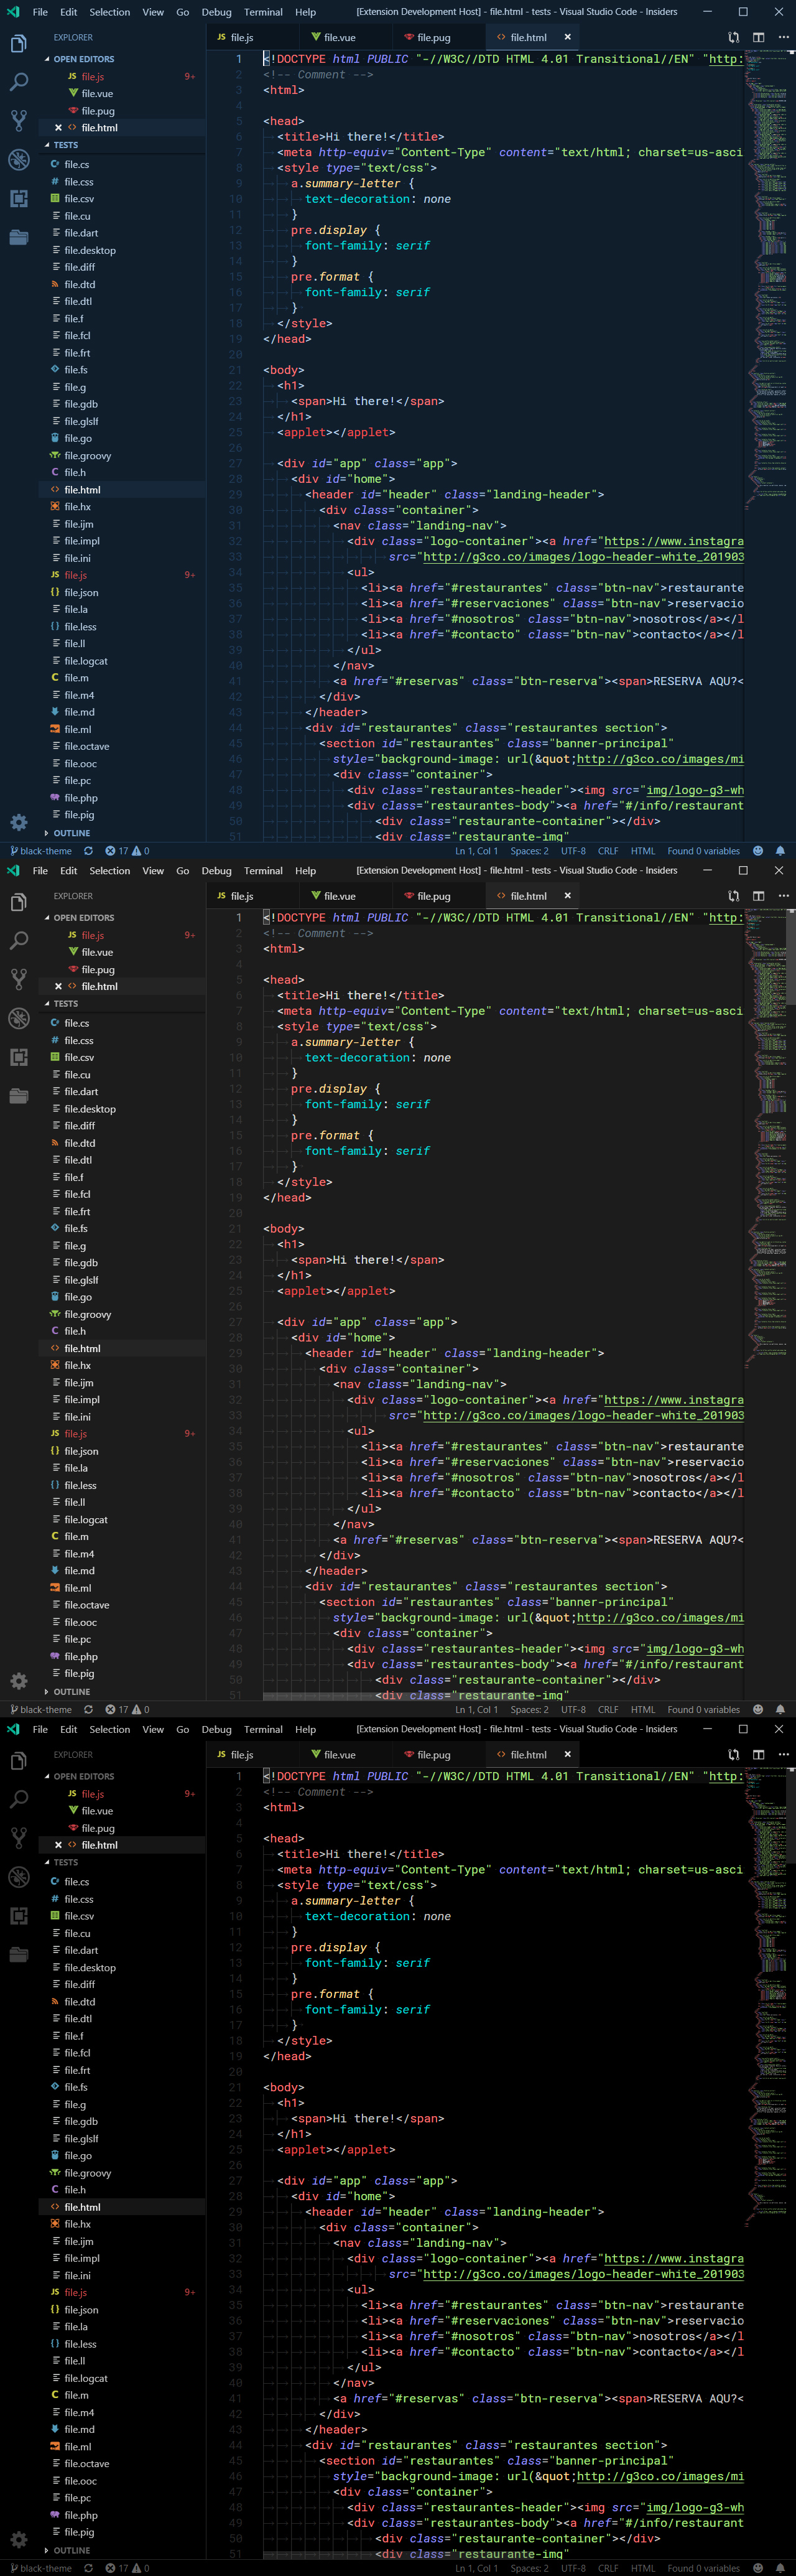 File Edit Selection View Go Debug Terminal Help [Extension Development Host] - file.html - tests - Visual Studio Code - Insiders
EXPLORER
OPEN EDITORS
JS file.js 9+
file.vue
file.pug
file.html
TESTS
file.cs
file.css
file.csv
file.cu
file.dart
file.desktop
file.diff
file.dtd
file.dtl
file.f
file.fcl
file.frt
file.fs
file.g
file.gdb
file.glslf
file.go
file.groovy
file.h
file.html
file.hx
file.ijm
file.impl
file.ini
JS file.js 9+
file.json
file.la
file.less
file.ll
file.logcat
file.m
file.m4
file.md
file.ml
file.octave
file.ooc
file.pc
file.php
file.pig
OUTLINE
JS file.js file.vue file.pug file.html
1 <!DOCTYPE html PUBLIC "-//W3C//DTD HTML 4.01 Transitional//EN" "http:
2 <!-- Comment -->
3 <html>
4
5 <head>
6 <title>Hi there!</title>
7 <meta http-equiv="Content-Type" content="text/html; charset=us-asci
8 <style type="text/css">
9 a.summary-letter {
10 text-decoration: none
11 }
12 pre.display {
13 font-family: serif
14 }
15 pre.format {
16 font-family: serif
17 }
18 </style>
19 </head>
20
21 <body>
22 <h1>
23 <span>Hi there!</span>
24 </h1>
25 <applet></applet>
26
27 <div id="app" class="app">
28 <div id="home">
29 <header id="header" class="landing-header">
30 <div class="container">
31 <nav class="landing-nav">
32 <div class="logo-container"><a href="https://www.instagra
33 src="http://g3co.co/images/logo-header-white_201903
34 <ul>
35 <li><a href="#restaurantes" class="btn-nav">restaurante
36 <li><a href="#reservaciones" class="btn-nav">reservacio
37 <li><a href="#nosotros" class="btn-nav">nosotros</a></l
38 <li><a href="#contacto" class="btn-nav">contacto</a></l
39 </ul>
40 </nav>
41 <a href="#reservas" class="btn-reserva"><span>RESERVA AQU?<
42 </div>
43 </header>
44 <div id="restaurantes" class="restaurantes section">
45 <section id="restaurantes" class="banner-principal"
46 style="background-image: url(&quot;http://g3co.co/images/mi
47 <div class="container">
48 <div class="restaurantes-header"><img src="img/logo-g3-wh
49 <div class="restaurantes-body"><a href="#/info/restaurant
50 <div class="restaurante-container"></div>
51 <div class="restaurante-img"
black-theme 17 0 Ln 1, Col 1 Spaces: 2 UTF-8 CRLF HTML Found 0 variables
File Edit Selection View Go Debug Terminal Help [Extension Development Host] - file.html - tests - Visual Studio Code - Insiders
EXPLORER
OPEN EDITORS
JS file.js 9+
file.vue
file.pug
file.html
TESTS
file.cs
file.css
file.csv
file.cu
file.dart
file.desktop
file.diff
file.dtd
file.dtl
file.f
file.fcl
file.frt
file.fs
file.g
file.gdb
file.glslf
file.go
file.groovy
file.h
file.html
file.hx
file.ijm
file.impl
file.ini
JS file.js 9+
file.json
file.la
file.less
file.ll
file.logcat
file.m
file.m4
file.md
file.ml
file.octave
file.ooc
file.pc
file.php
file.pig
OUTLINE
JS file.js file.vue file.pug file.html
1 <!DOCTYPE html PUBLIC "-//W3C//DTD HTML 4.01 Transitional//EN" "http:
2 <!-- Comment -->
3 <html>
4
5 <head>
6 <title>Hi there!</title>
7 <meta http-equiv="Content-Type" content="text/html; charset=us-asci
8 <style type="text/css">
9 a.summary-letter {
10 text-decoration: none
11 }
12 pre.display {
13 font-family: serif
14 }
15 pre.format {
16 font-family: serif
17 }
18 </style>
19 </head>
20
21 <body>
22 <h1>
23 <span>Hi there!</span>
24 </h1>
25 <applet></applet>
26
27 <div id="app" class="app">
28 <div id="home">
29 <header id="header" class="landing-header">
30 <div class="container">
31 <nav class="landing-nav">
32 <div class="logo-container"><a href="https://www.instagra
33 src="http://g3co.co/images/logo-header-white_201903
34 <ul>
35 <li><a href="#restaurantes" class="btn-nav">restaurante
36 <li><a href="#reservaciones" class="btn-nav">reservacio
37 <li><a href="#nosotros" class="btn-nav">nosotros</a></l
38 <li><a href="#contacto" class="btn-nav">contacto</a></l
39 </ul>
40 </nav>
41 <a href="#reservas" class="btn-reserva"><span>RESERVA AQU?<
42 </div>
43 </header>
44 <div id="restaurantes" class="restaurantes section">
45 <section id="restaurantes" class="banner-principal"
46 style="background-image: url(&quot;http://g3co.co/images/mi
47 <div class="container">
48 <div class="restaurantes-header"><img src="img/logo-g3-wh
49 <div class="restaurantes-body"><a href="#/info/restaurant
50 <div class="restaurante-container"></div>
51 <div class="restaurante-img"
black-theme 17 0 Ln 1, Col 1 Spaces: 2 UTF-8 CRLF HTML Found 0 variables
File Edit Selection View Go Debug Terminal Help [Extension Development Host] - file.html - tests - Visual Studio Code - Insiders
EXPLORER
OPEN EDITORS
JS file.js 9+
file.vue
file.pug
file.html
TESTS
file.cs
file.css
file.csv
file.cu
file.dart
file.desktop
file.diff
file.dtd
file.dtl
file.f
file.fcl
file.frt
file.fs
file.g
file.gdb
file.glslf
file.go
file.groovy
file.h
file.html
file.hx
file.ijm
file.impl
file.ini
JS file.js 9+
file.json
file.la
file.less
file.ll
file.logcat
file.m
file.m4
file.md
file.ml
file.octave
file.ooc
file.pc
file.php
file.pig
OUTLINE
JS file.js file.vue file.pug file.html
1 <!DOCTYPE html PUBLIC "-//W3C//DTD HTML 4.01 Transitional//EN" "http:
2 <!-- Comment -->
3 <html>
4
5 <head>
6 <title>Hi there!</title>
7 <meta http-equiv="Content-Type" content="text/html; charset=us-asci
8 <style type="text/css">
9 a.summary-letter {
10 text-decoration: none
11 }
12 pre.display {
13 font-family: serif
14 }
15 pre.format {
16 font-family: serif
17 }
18 </style>
19 </head>
20
21 <body>
22 <h1>
23 <span>Hi there!</span>
24 </h1>
25 <applet></applet>
26
27 <div id="app" class="app">
28 <div id="home">
29 <header id="header" class="landing-header">
30 <div class="container">
31 <nav class="landing-nav">
32 <div class="logo-container"><a href="https://www.instagra
33 src="http://g3co.co/images/logo-header-white_201903
34 <ul>
35 <li><a href="#restaurantes" class="btn-nav">restaurante
36 <li><a href="#reservaciones" class="btn-nav">reservacio
37 <li><a href="#nosotros" class="btn-nav">nosotros</a></l
38 <li><a href="#contacto" class="btn-nav">contacto</a></l
39 </ul>
40 </nav>
41 <a href="#reservas" class="btn-reserva"><span>RESERVA AQU?<
42 </div>
43 </header>
44 <div id="restaurantes" class="restaurantes section">
45 <section id="restaurantes" class="banner-principal"
46 style="background-image: url(&quot;http://g3co.co/images/mi
47 <div class="container">
48 <div class="restaurantes-header"><img src="img/logo-g3-wh
49 <div class="restaurantes-body"><a href="#/info/restaurant
50 <div class="restaurante-container"></div>
51 <div class="restaurante-img"
black-theme 17 0 Ln 1, Col 1 Spaces: 2 UTF-8 CRLF HTML Found 0 variables